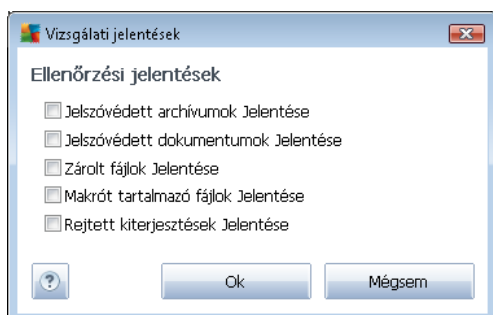 Vizsgálati jelentések
Ellenőrzési jelentések
Jelszóvédett archívumok Jelentése
Jelszóvédett dokumentumok Jelentése
Zárolt fájlok Jelentése
Makrót tartalmazó fájlok Jelentése
Rejtett kiterjesztések Jelentése
? Ok Mégsem